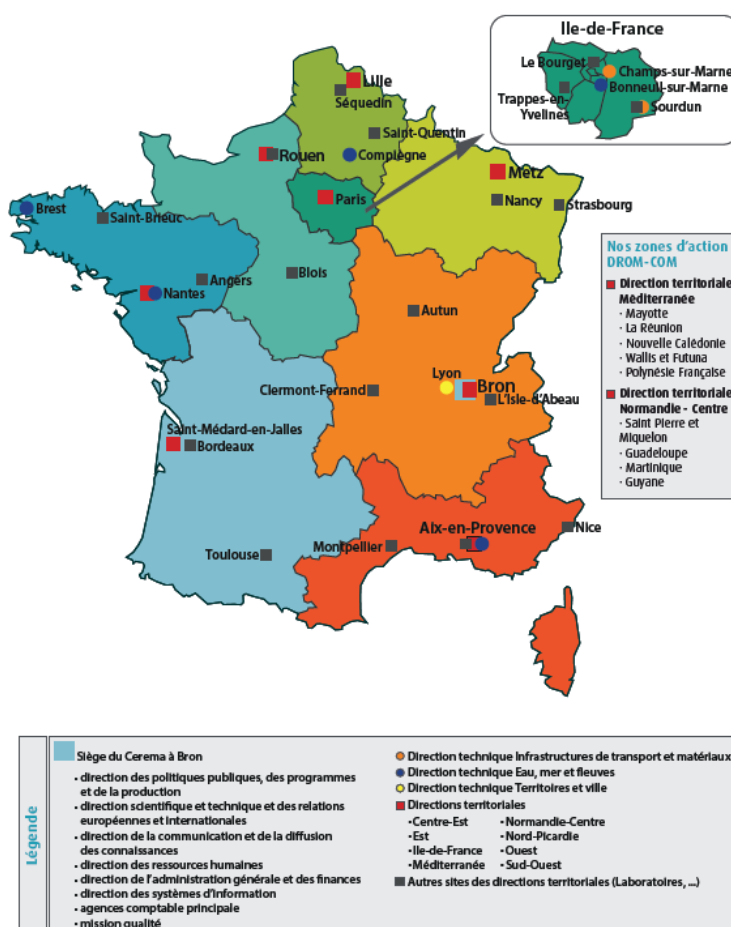 Ile-de-France
Le Bourget
Champs-sur-Marne
Bonneuil-sur-Marne
Trappes-en-
Yvelines
Sourdun
Lille
Séquedin
Saint-Quentin
Rouen
Compiègne
Metz
Paris
Nancy
Strasbourg
Brest
Saint-Brieuc
Angers
Blois
Nantes
Autun
Lyon
Clermont-Ferrand
Bron
L'Isle-d'Abeau
Saint-Médard-en-Jalles
Bordeaux
Aix-en-Provence
Nice
Toulouse
Montpellier
Nos zones d'action
DROM-COM
Direction territoriale
Méditerranée
· Mayotte
· La Réunion
· Nouvelle Calédonie
· Wallis et Futuna
· Polynésie Française
Direction territoriale
Normandie - Centre
· Saint Pierre et
Miquelon
· Guadeloupe
· Martinique
· Guyane
Légende
Siège du Cerema à Bron
• direction des politiques publiques, des programmes
et de la production
• direction scientifique et technique et des relations
européennes et internationales
• direction de la communication et de la diffusion
des connaissances
• direction des ressources humaines
• direction de l'administration générale et des finances
• direction des systèmes d'information
• agences comptable principale
• mission qualité
Direction technique Infrastructures de transport et matériaux
Direction technique Eau, mer et fleuves
Direction technique Territoires et ville
Directions territoriales
•Centre-Est •Normandie-Centre
•Est •Nord-Picardie
•Ile-de-France •Ouest
•Méditerranée •Sud-Ouest
Autres sites des directions territoriales (Laboratoires, ...)